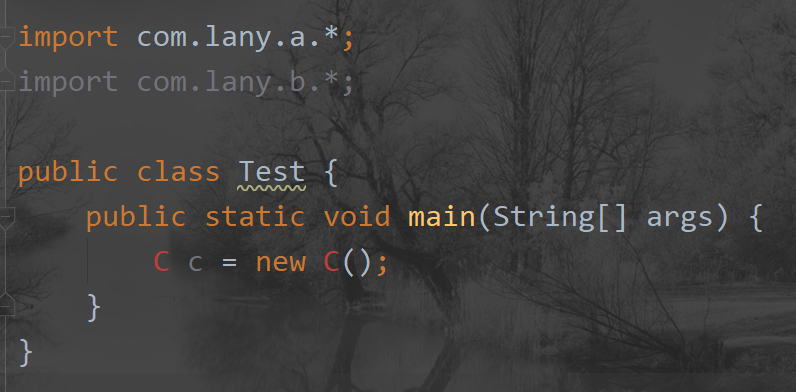 import com.lany.a.*;
import com.lany.b.*;
public class Test {
public static void main(String[] args) {
C c = new C();
}
}